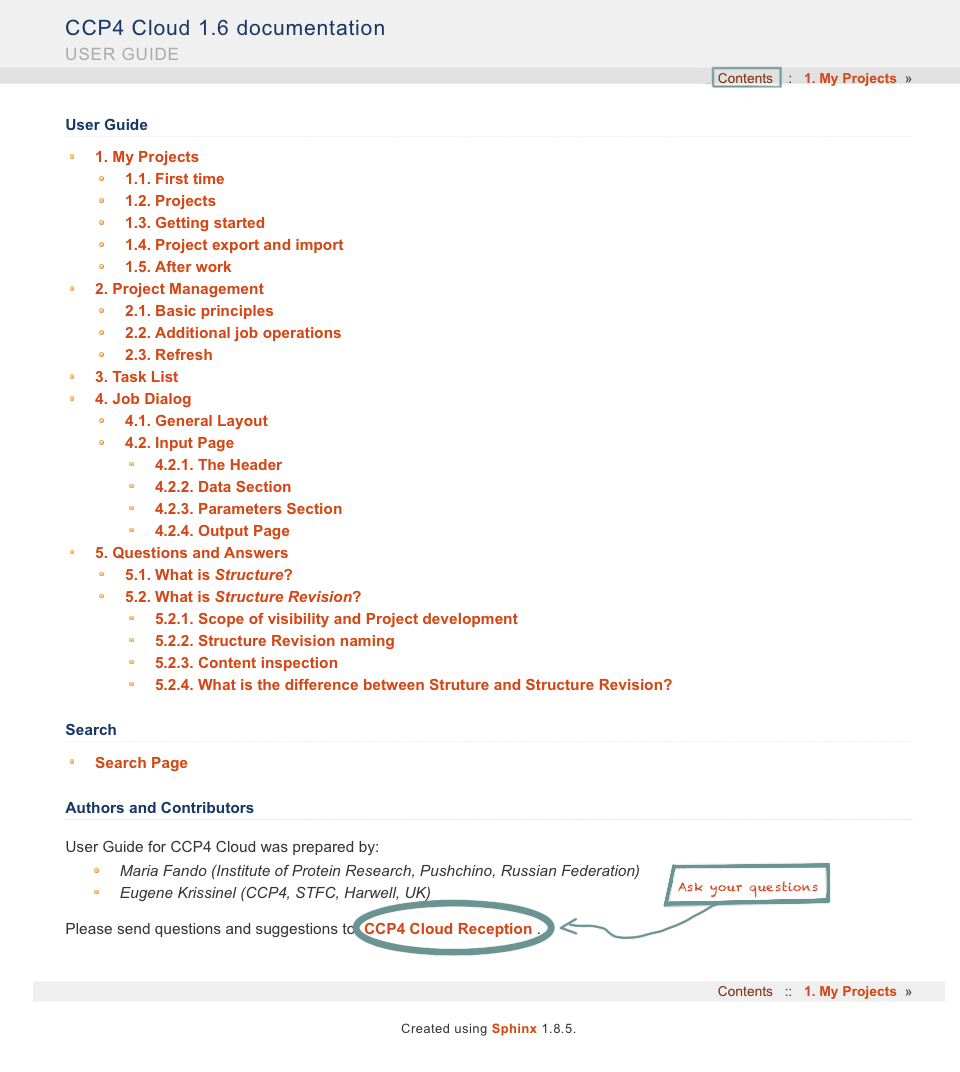 CCP4 Cloud 1.6 documentation
USER GUIDE
Contents : 1. My Projects »
User Guide
1. My Projects
1.1. First time
1.2. Projects
1.3. Getting started
1.4. Project export and import
1.5. After work
2. Project Management
2.1. Basic principles
2.2. Additional job operations
2.3. Refresh
3. Task List
4. Job Dialog
4.1. General Layout
4.2. Input Page
4.2.1. The Header
4.2.2. Data Section
4.2.3. Parameters Section
4.2.4. Output Page
5. Questions and Answers
5.1. What is Structure?
5.2. What is Structure Revision?
5.2.1. Scope of visibility and Project development
5.2.2. Structure Revision naming
5.2.3. Content inspection
5.2.4. What is the difference between Struture and Structure Revision?
Search
Search Page
Authors and Contributors
User Guide for CCP4 Cloud was prepared by:
Maria Fando (Institute of Protein Research, Pushchino, Russian Federation)
Eugene Krissinel (CCP4, STFC, Harwell, UK)
Ask your questions
Please send questions and suggestions to CCP4 Cloud Reception .
Contents :: 1. My Projects »
Created using Sphinx 1.8.5.